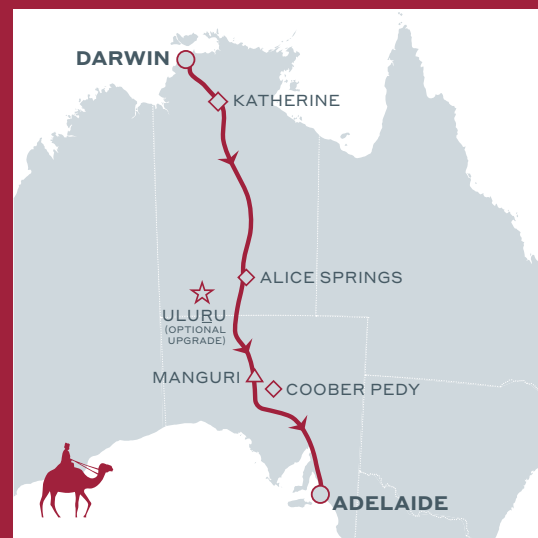 DARWIN
KATHERINE
ALICE SPRINGS
ULURU
(OPTIONAL
UPGRADE)
MANGURI
COOBER PEDY
ADELAIDE